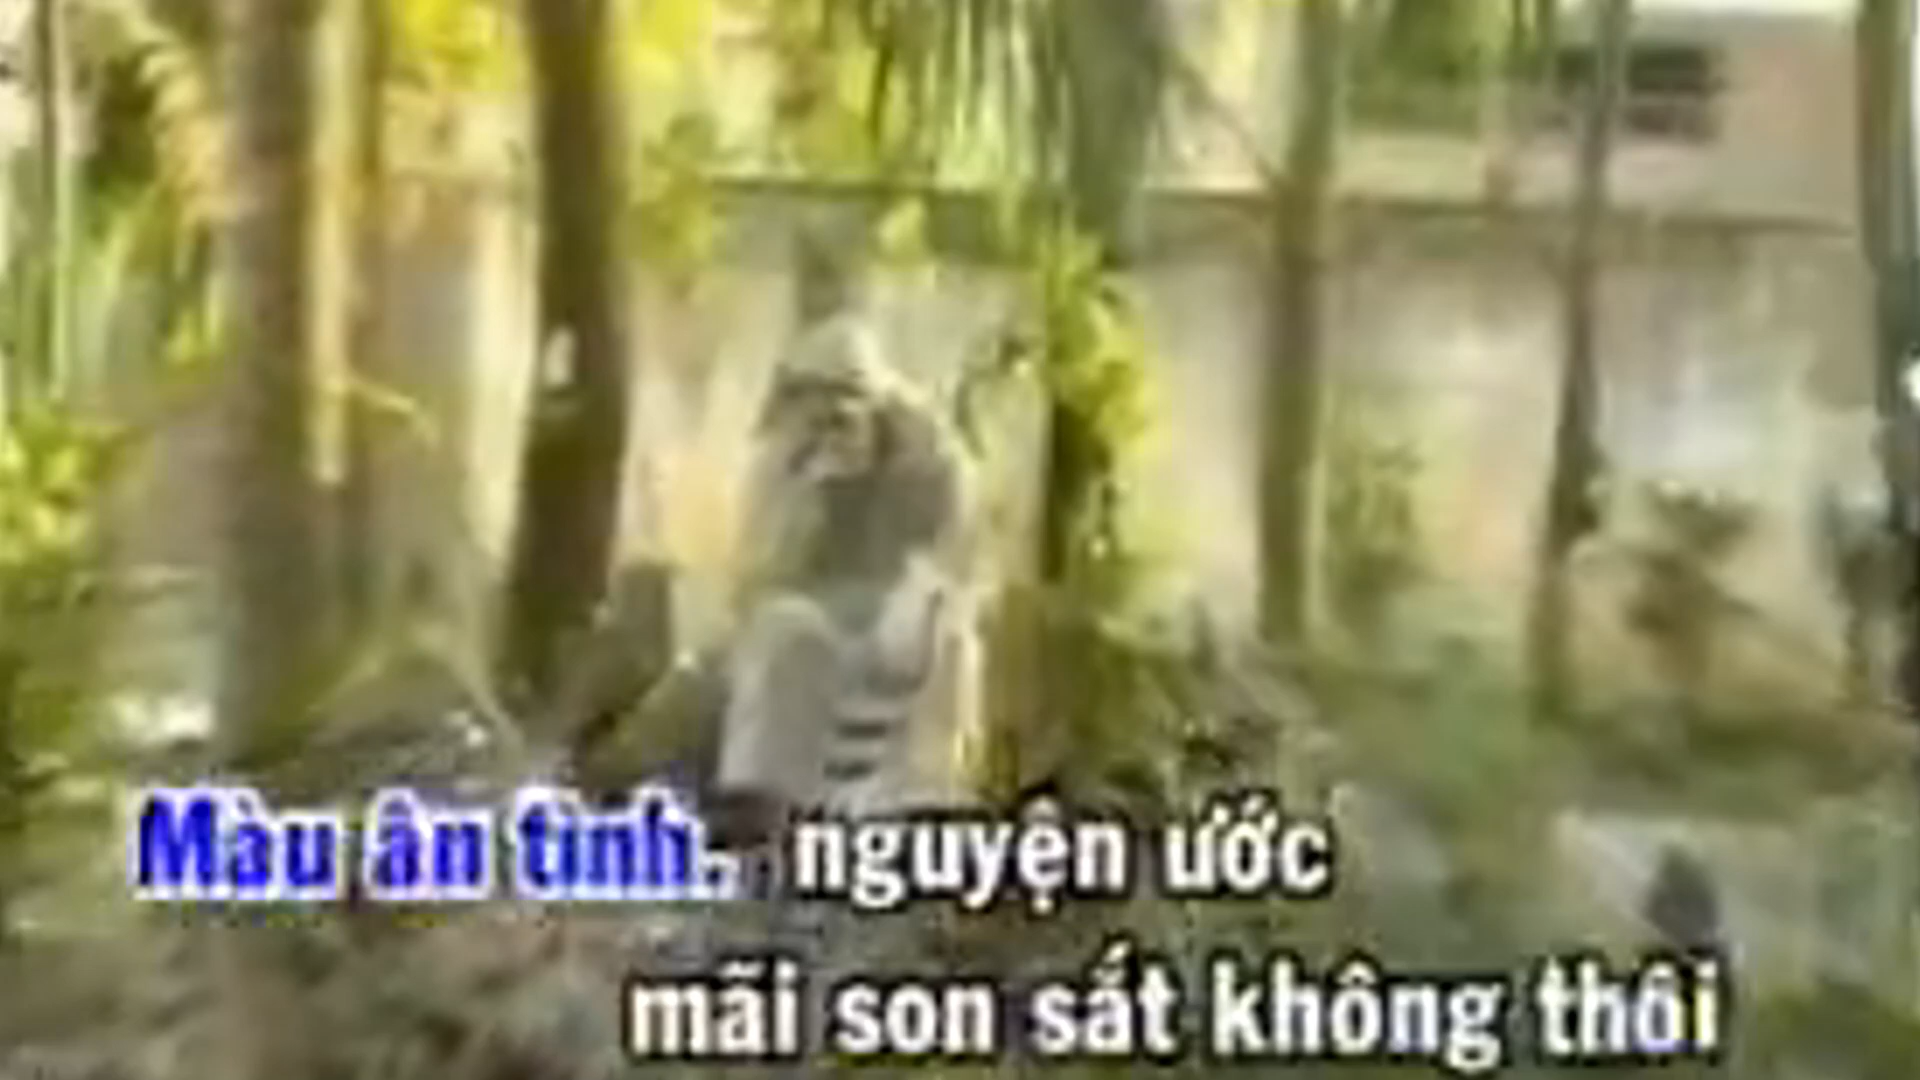 Màu ân tình. nguyện ước
mãi son sắt không thôi